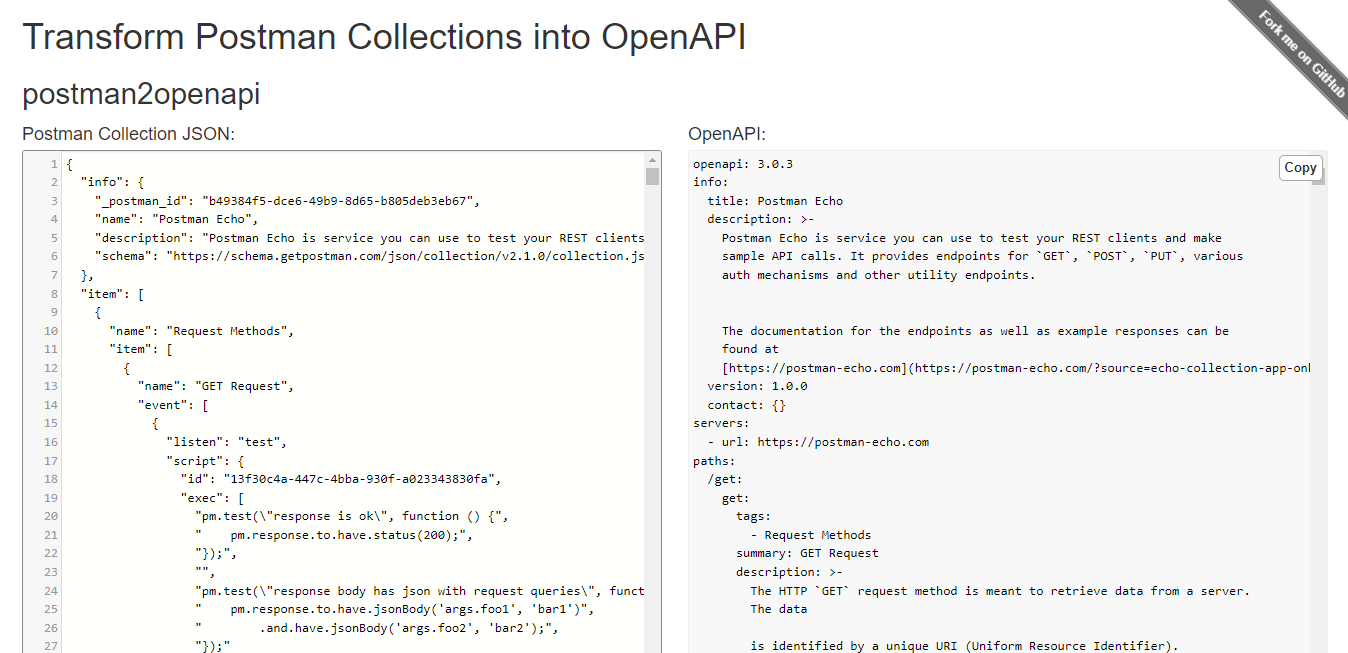 Transform Postman Collections into OpenAPI
Fork me on GitHub
postman2openapi
Postman Collection JSON:
1 {
2   "info": {
3     "_postman_id": "b49384f5-dce6-49b9-8d65-b805deb3eb67",
4     "name": "Postman Echo",
5     "description": "Postman Echo is service you can use to test your REST clients
6     "schema": "https://schema.getpostman.com/json/collection/v2.1.0/collection.js
7   },
8   "item": [
9     {
10       "name": "Request Methods",
11       "item": [
12         {
13           "name": "GET Request",
14           "event": [
15             {
16               "listen": "test",
17               "script": {
18                 "id": "13f30c4a-447c-4bba-930f-a023343830fa",
19                 "exec": [
20                   "pm.test(\"response is ok\", function () {",
21                   "    pm.response.to.have.status(200);",
22                   "});",
23                   "",
24                   "pm.test(\"response body has json with request queries\", funct
25                   "    pm.response.to.have.jsonBody('args.foo1', 'bar1')",
26                   "        .and.have.jsonBody('args.foo2', 'bar2');",
27                   "});"
OpenAPI:
Copy
openapi: 3.0.3
info:
  title: Postman Echo
  description: >-
    Postman Echo is service you can use to test your REST clients and make
    sample API calls. It provides endpoints for `GET`, `POST`, `PUT`, various
    auth mechanisms and other utility endpoints.
    The documentation for the endpoints as well as example responses can be
    found at
    [https://postman-echo.com](https://postman-echo.com/?source=echo-collection-app-onl
  version: 1.0.0
  contact: {}
servers:
  - url: https://postman-echo.com
paths:
  /get:
    get:
      tags:
        - Request Methods
      summary: GET Request
      description: >-
        The HTTP `GET` request method is meant to retrieve data from a server.
        The data
        is identified by a unique URI (Uniform Resource Identifier).